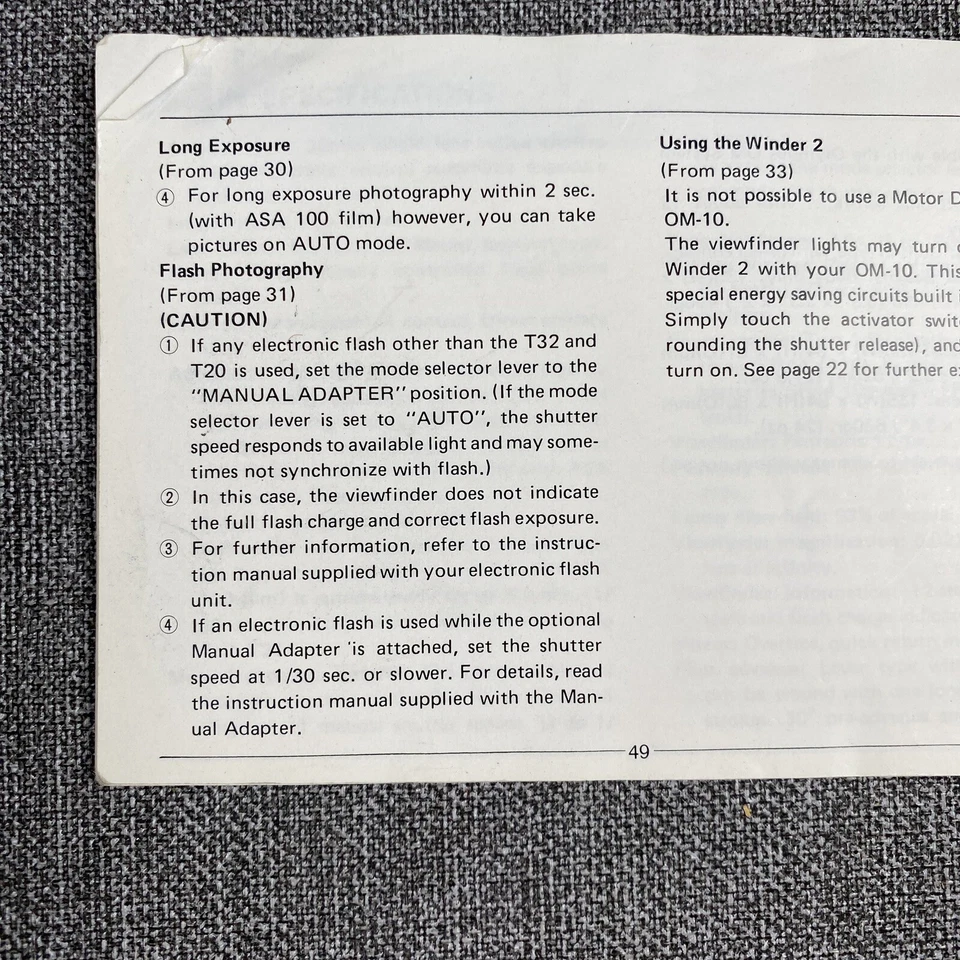 Long Exposure
(From page 30)
④ For long exposure photography within 2 sec.
(with ASA 100 film) however, you can take
pictures on AUTO mode.
Flash Photography
(From page 31)
(CAUTION)
① If any electronic flash other than the T32 and
T20 is used, set the mode selector lever to the
"MANUAL ADAPTER" position. (If the mode
selector lever is set to "AUTO", the shutter
speed responds to available light and may some-
times not synchronize with flash.)
② In this case, the viewfinder does not indicate
the full flash charge and correct flash exposure.
③ For further information, refer to the instruc-
tion manual supplied with your electronic flash
unit.
④ If an electronic flash is used while the optional
Manual Adapter is attached, set the shutter
speed at 1/30 sec. or slower. For details, read
the instruction manual supplied with the Man-
ual Adapter.
Using the Winder 2
(From page 33)
It is not possible to use a Motor D
OM-10.
The viewfinder lights may turn
Winder 2 with your OM-10. This
special energy saving circuits built
Simply touch the activator swit
rounding the shutter release), and
turn on. See page 22 for further
49